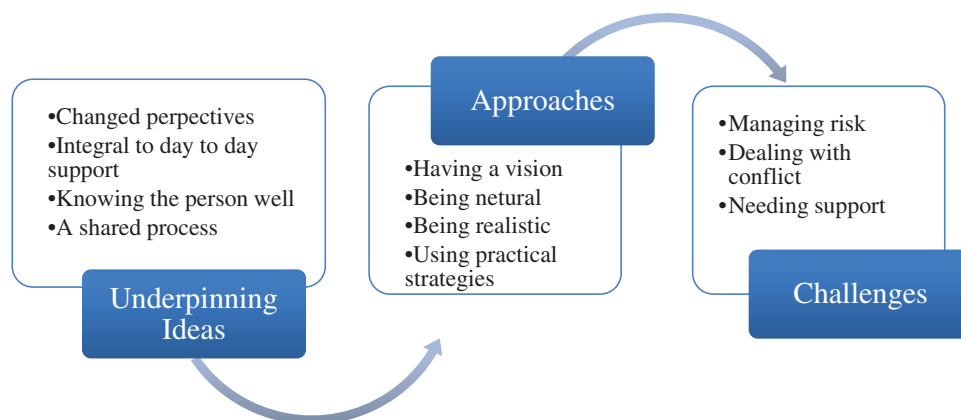 •Changed perpectives
•Integral to day to day
support
•Knowing the person well
•A shared process
Underpinning
Ideas
Approaches
•Having a vision
•Being netural
•Being realistic
•Using practical
strategies
•Managing risk
•Dealing with
conflict
•Needing support
Challenges